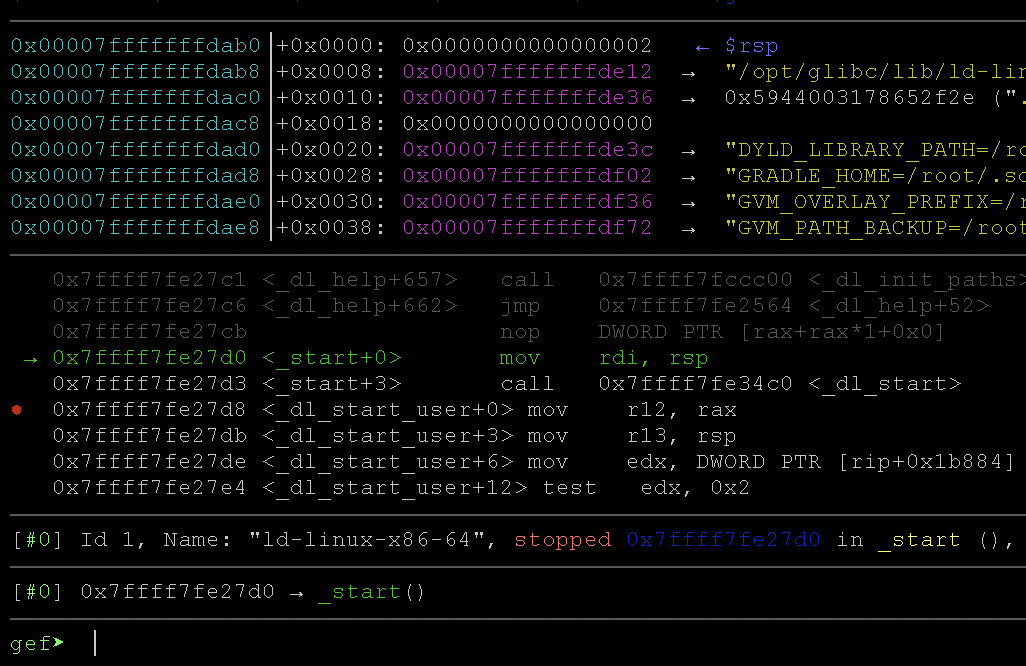 0x00007fffffffdab0│+0x0000: 0x0000000000000002   ← $rsp
0x00007fffffffdab8│+0x0008: 0x00007fffffffde12  →  "/opt/glibc/lib/ld-lin
0x00007fffffffdac0│+0x0010: 0x00007fffffffde36  →  0x5944003178652f2e (".
0x00007fffffffdac8│+0x0018: 0x0000000000000000
0x00007fffffffdad0│+0x0020: 0x00007fffffffde3c  →  "DYLD_LIBRARY_PATH=/ro
0x00007fffffffdad8│+0x0028: 0x00007fffffffdf02  →  "GRADLE_HOME=/root/.sc
0x00007fffffffdae0│+0x0030: 0x00007fffffffdf36  →  "GVM_OVERLAY_PREFIX=/r
0x00007fffffffdae8│+0x0038: 0x00007fffffffdf72  →  "GVM_PATH_BACKUP=/root
0x7ffff7fe27c1 <_dl_help+657>   call   0x7ffff7fccc00 <_dl_init_paths>
0x7ffff7fe27c6 <_dl_help+662>   jmp    0x7ffff7fe2564 <_dl_help+52>
0x7ffff7fe27cb                  nop    DWORD PTR [rax+rax*1+0x0]
→ 0x7ffff7fe27d0 <_start+0>       mov    rdi, rsp
0x7ffff7fe27d3 <_start+3>       call   0x7ffff7fe34c0 <_dl_start>
● 0x7ffff7fe27d8 <_dl_start_user+0> mov    r12, rax
0x7ffff7fe27db <_dl_start_user+3> mov    r13, rsp
0x7ffff7fe27de <_dl_start_user+6> mov    edx, DWORD PTR [rip+0x1b884]
0x7ffff7fe27e4 <_dl_start_user+12> test   edx, 0x2
[#0] Id 1, Name: "ld-linux-x86-64", stopped 0x7ffff7fe27d0 in _start (),
[#0] 0x7ffff7fe27d0 → _start()
gef➤